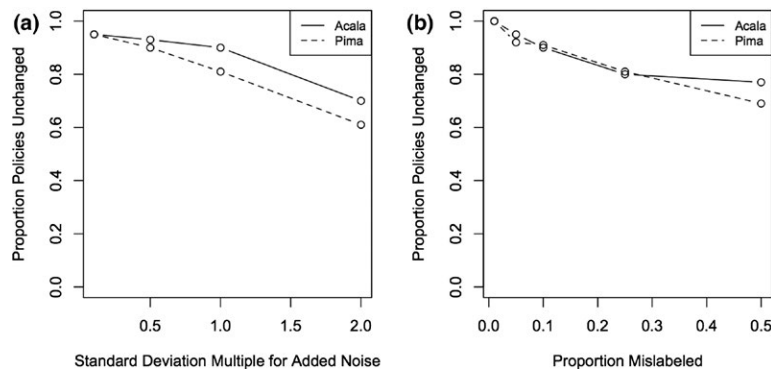 (a)
Acala
Pima
Proportion Policies Unchanged
1.0
0.8
0.6
0.4
0.2
0.0
0.5
1.0
1.5
2.0
Standard Deviation Multiple for Added Noise
(b)
Acala
Pima
Proportion Policies Unchanged
1.0
0.8
0.6
0.4
0.2
0.0
0.0
0.1
0.2
0.3
0.4
0.5
Proportion Mislabeled